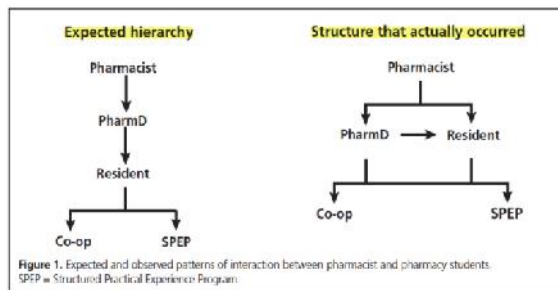 Expected hierarchy
Structure that actually occurred
Pharmacist
PharmD
Resident
Co-op
SPEP
Pharmacist
PharmD
Resident
Co-op
SPEP
Figure 1. Expected and observed patterns of interaction between pharmacist and pharmacy students.
SPEP = Structured Practical Experience Program.